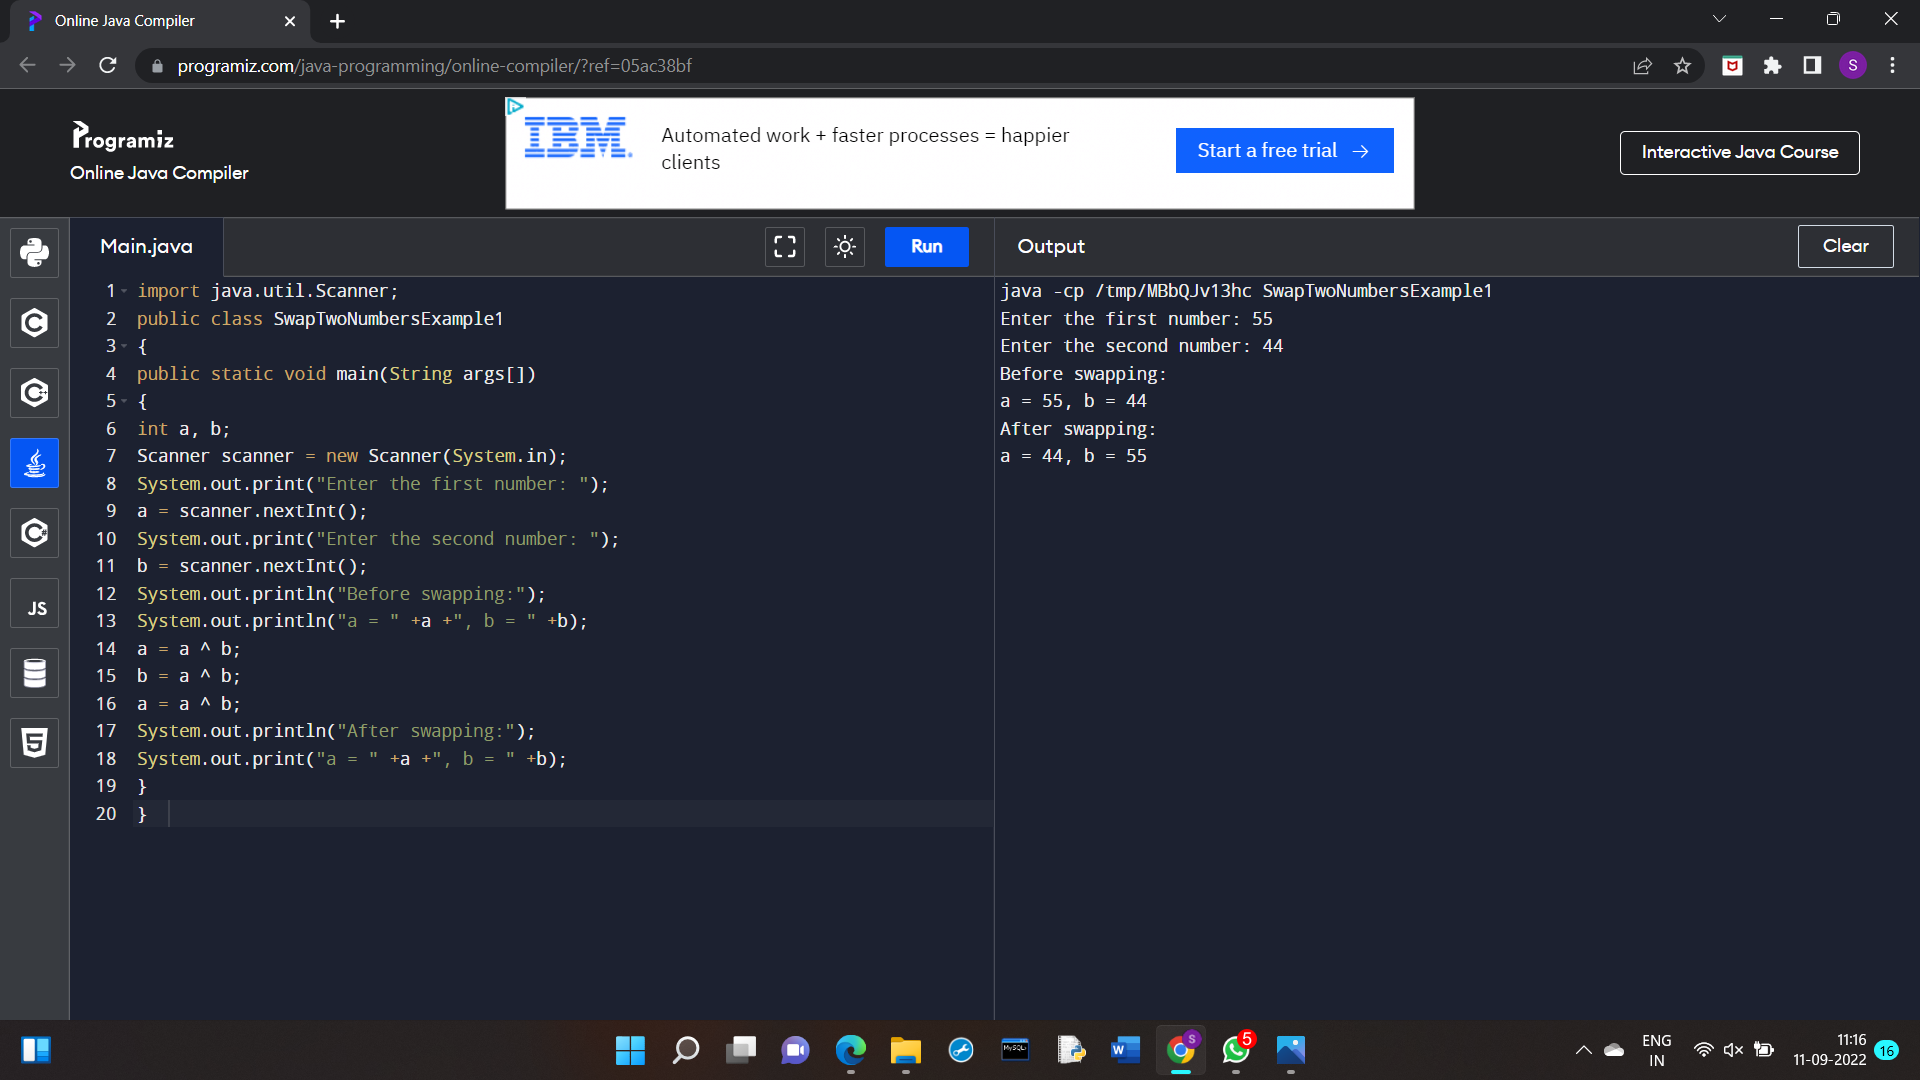 Online Java Compiler
programiz.com/java-programming/online-compiler/?ref=05ac38bf
S
Programiz
Online Java Compiler
IBM.
Automated work + faster processes = happier
clients
Start a free trial →
Interactive Java Course
Main.java
Run
Output
Clear
1 import java.util.Scanner;
2 public class SwapTwoNumbersExample1
3 {
4 public static void main(String args[])
5 {
6 int a, b;
7 Scanner scanner = new Scanner(System.in);
8 System.out.print("Enter the first number: ");
9 a = scanner.nextInt();
10 System.out.print("Enter the second number: ");
11 b = scanner.nextInt();
12 System.out.println("Before swapping:");
13 System.out.println("a = " +a +", b = " +b);
14 a = a ^ b;
15 b = a ^ b;
16 a = a ^ b;
17 System.out.println("After swapping:");
18 System.out.print("a = " +a +", b = " +b);
19 }
20 }
java -cp /tmp/MBbQJv13hc SwapTwoNumbersExample1
Enter the first number: 55
Enter the second number: 44
Before swapping:
a = 55, b = 44
After swapping:
a = 44, b = 55
C
C++
C#
JS
5
MySQL
W
S
5
ENG
IN
11:16
11-09-2022
16